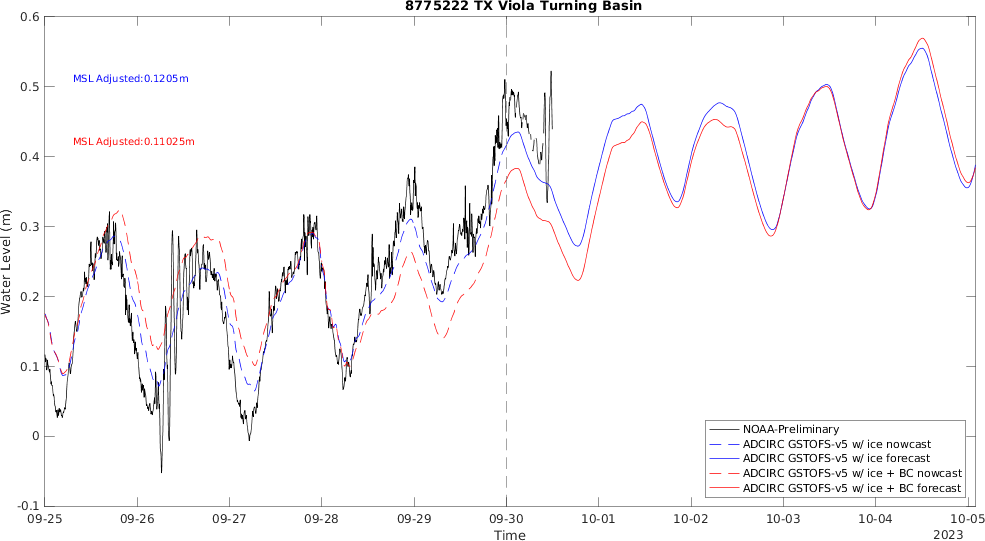 8775222 TX Viola Turning Basin
0.6
0.5
0.4
0.3
0.2
0.1
0
-0.1
Water Level (m)
MSL Adjusted:0.1205m
MSL Adjusted:0.11025m
NOAA-Preliminary
ADCIRC GSTOFS-v5 w/ ice nowcast
ADCIRC GSTOFS-v5 w/ ice forecast
ADCIRC GSTOFS-v5 w/ ice + BC nowcast
ADCIRC GSTOFS-v5 w/ ice + BC forecast
09-25 09-26 09-27 09-28 09-29 09-30 10-01 10-02 10-03 10-04 10-05
Time
2023